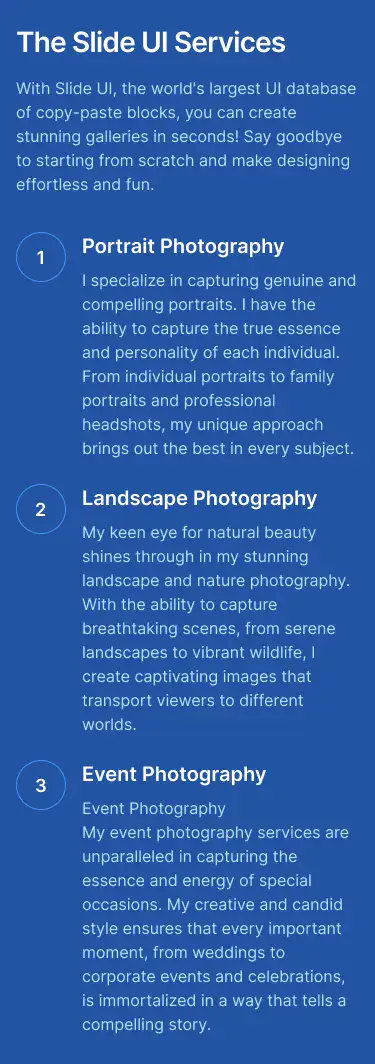 The Slide UI Services
With Slide UI, the world's largest UI database
of copy-paste blocks, you can create
stunning galleries in seconds! Say goodbye
to starting from scratch and make designing
effortless and fun.
1
Portrait Photography
I specialize in capturing genuine and
compelling portraits. I have the
ability to capture the true essence
and personality of each individual.
From individual portraits to family
portraits and professional
headshots, my unique approach
brings out the best in every subject.
2
Landscape Photography
My keen eye for natural beauty
shines through in my stunning
landscape and nature photography.
With the ability to capture
breathtaking scenes, from serene
landscapes to vibrant wildlife, I
create captivating images that
transport viewers to different
worlds.
3
Event Photography
Event Photography
My event photography services are
unparalleled in capturing the
essence and energy of special
occasions. My creative and candid
style ensures that every important
moment, from weddings to
corporate events and celebrations,
is immortalized in a way that tells a
compelling story.